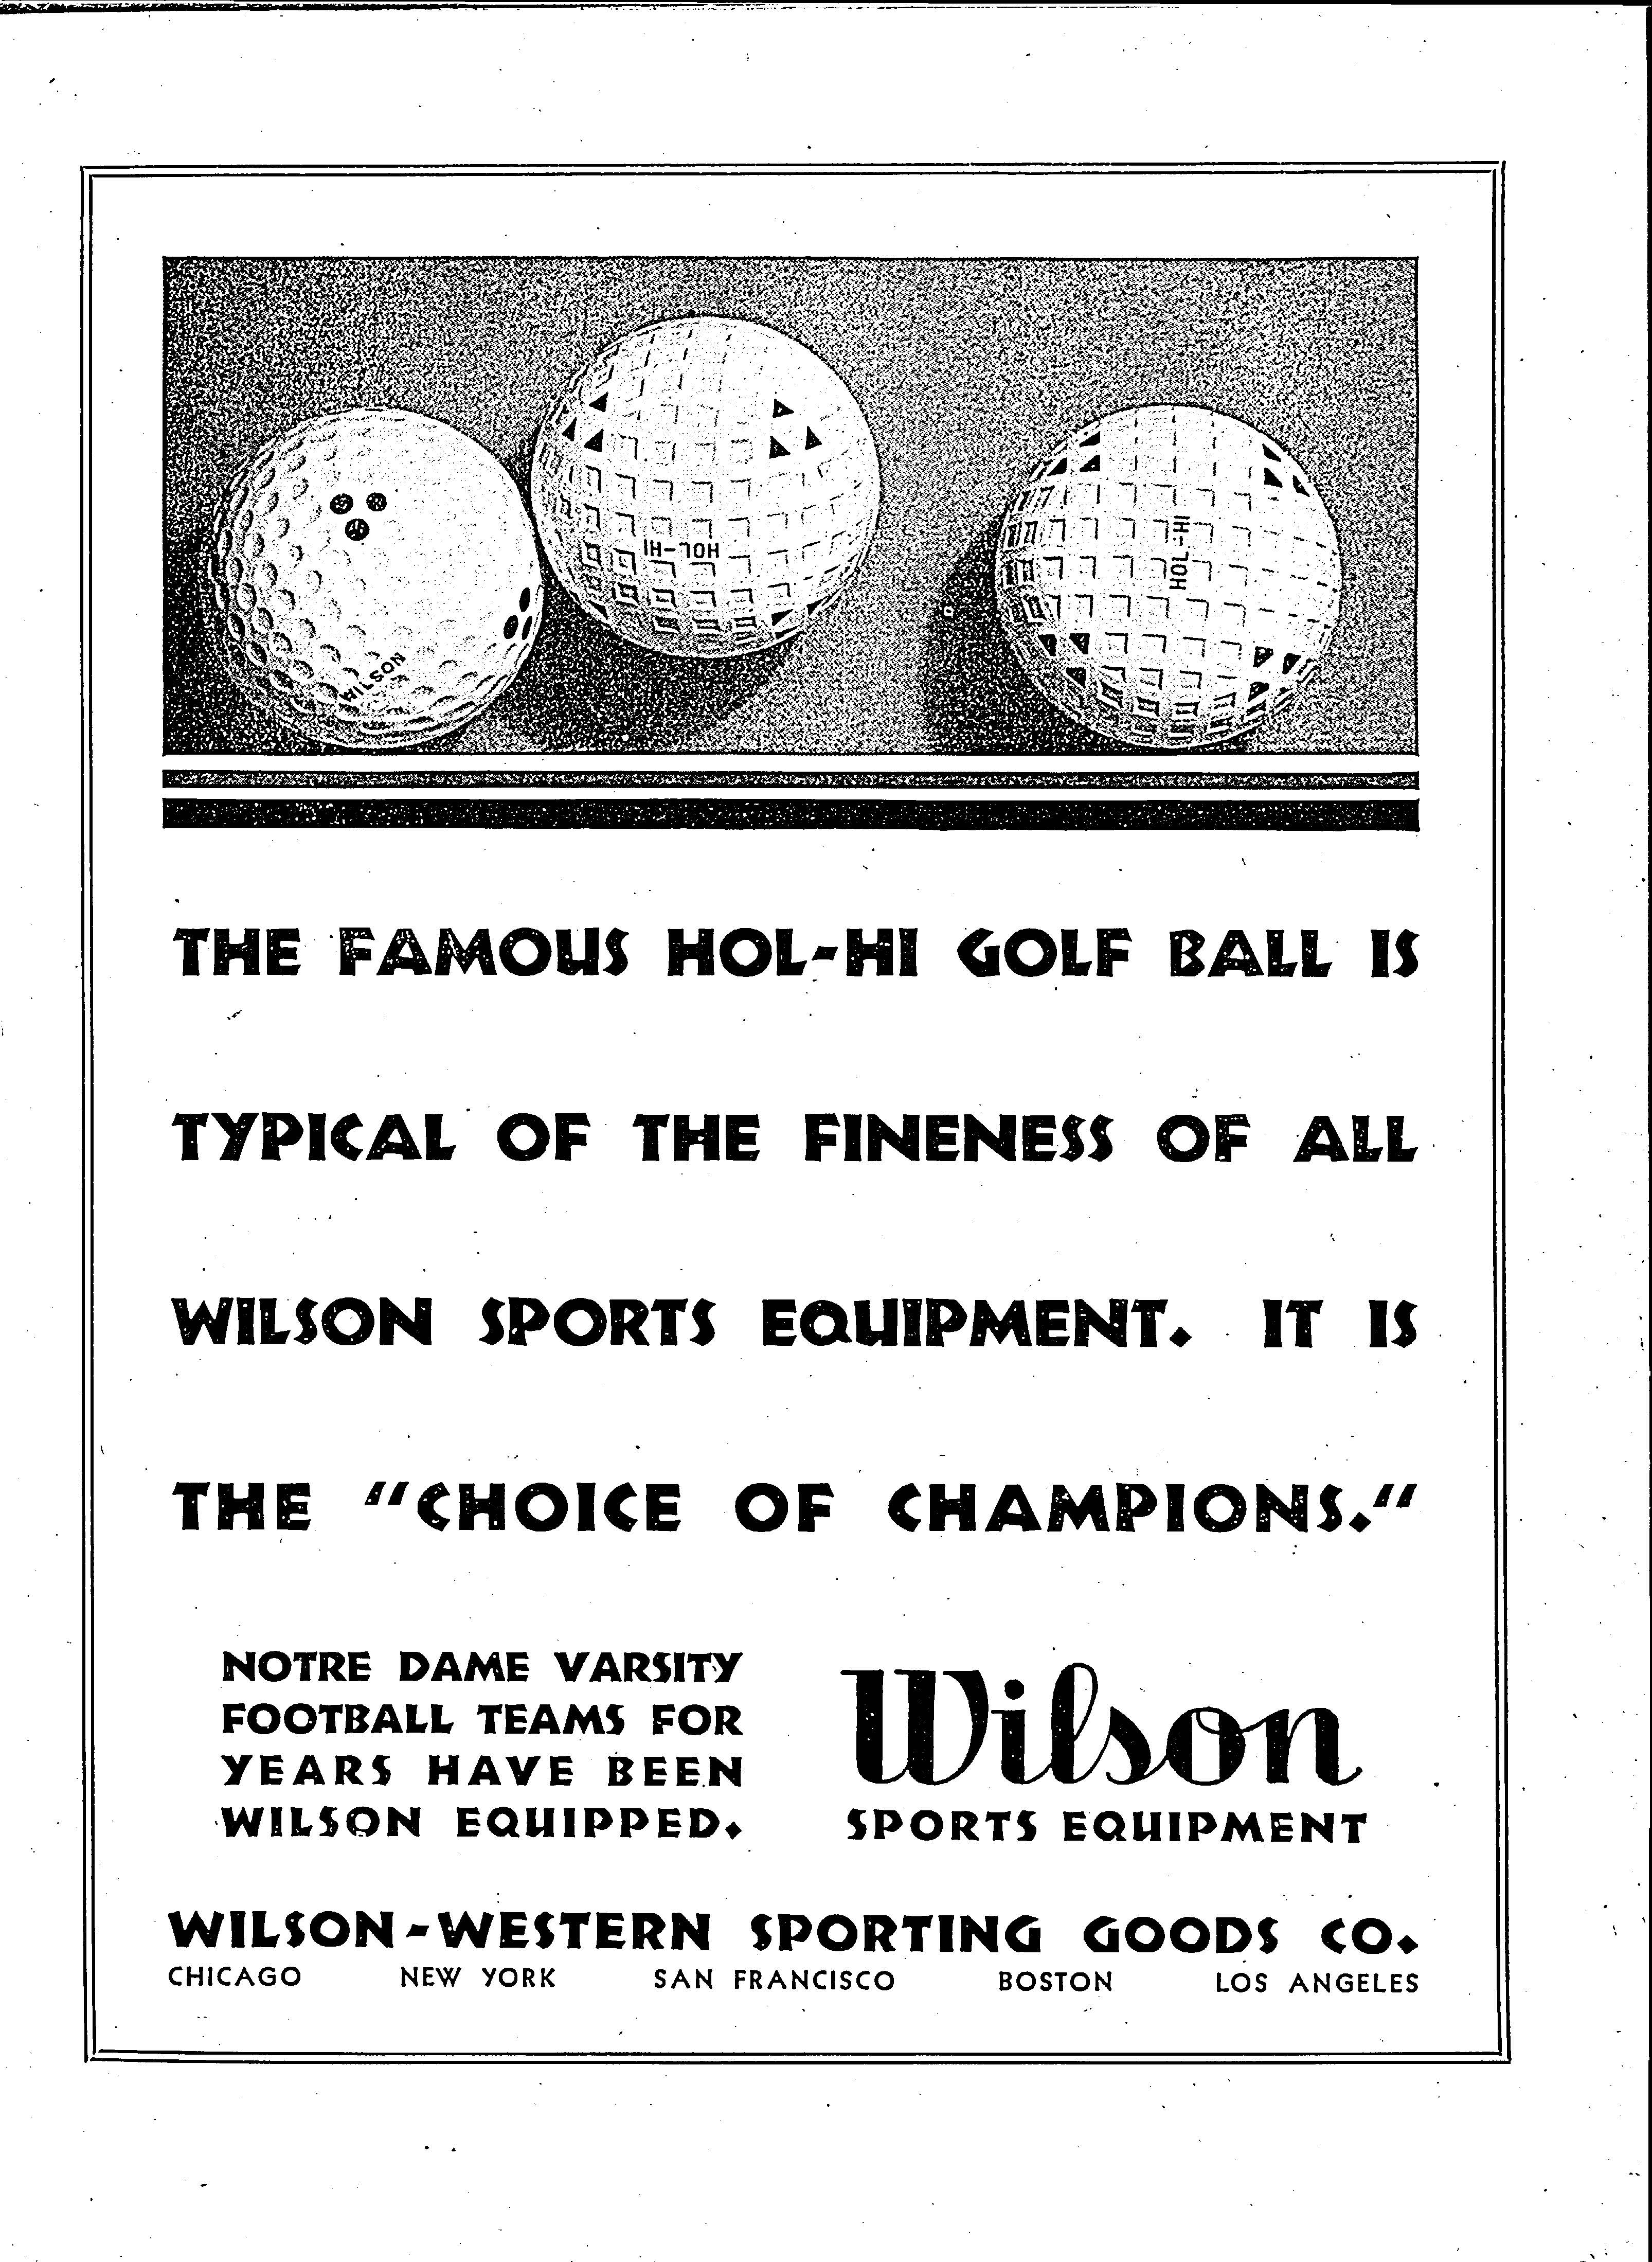 WILSON
HOL-HI
HOL-HI
THE FAMOUS HOL-HI GOLF BALL IS
TYPICAL OF THE FINENESS OF ALL
WILSON SPORTS EQUIPMENT. IT IS
THE "CHOICE OF CHAMPIONS."
NOTRE DAME VARSITY
FOOTBALL TEAMS FOR
YEARS HAVE BEEN
WILSON EQUIPPED.
Wilson
SPORTS EQUIPMENT
WILSON-WESTERN SPORTING GOODS CO.
CHICAGO NEW YORK SAN FRANCISCO BOSTON LOS ANGELES